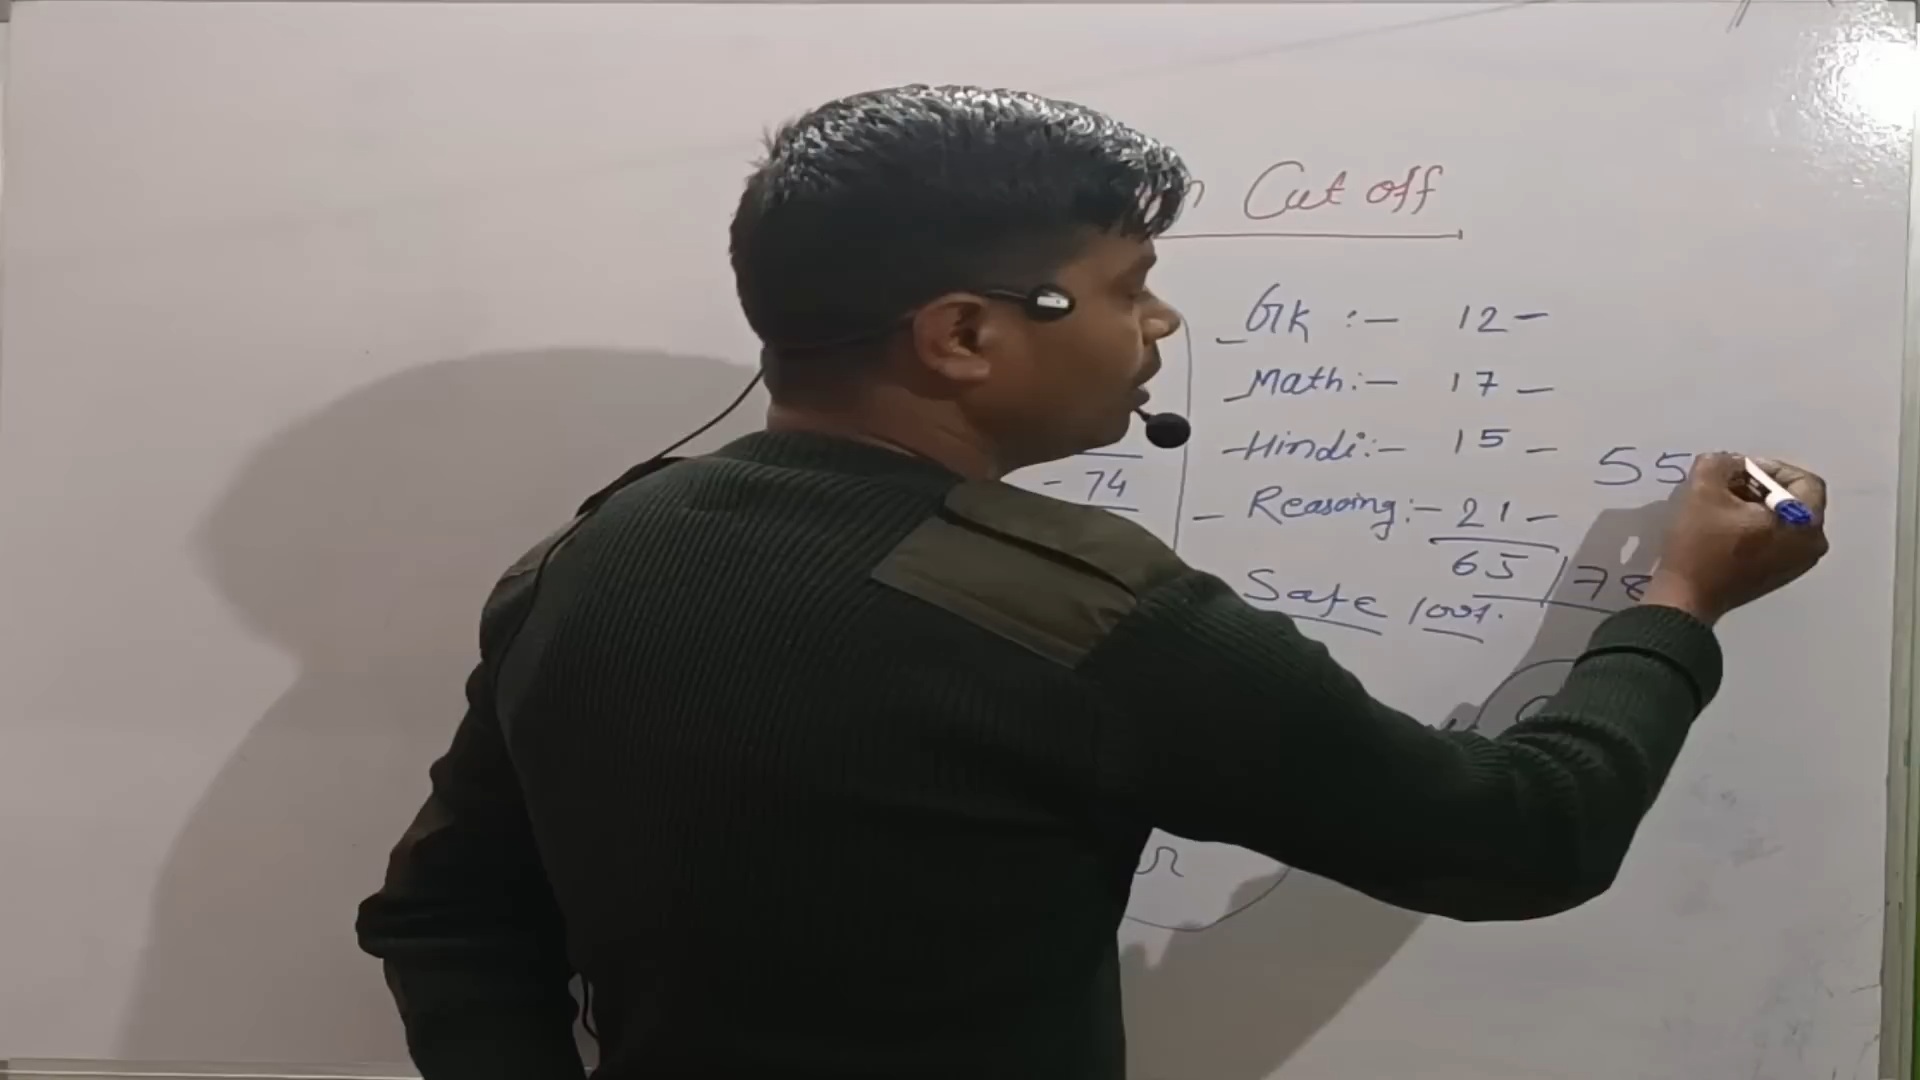 Cut off
GK :- 12 -
Math:- 17 -
Hindi:- 15 -
- 74
55
- Reasoing:- 21 -
65 / 78
Safe 100%.